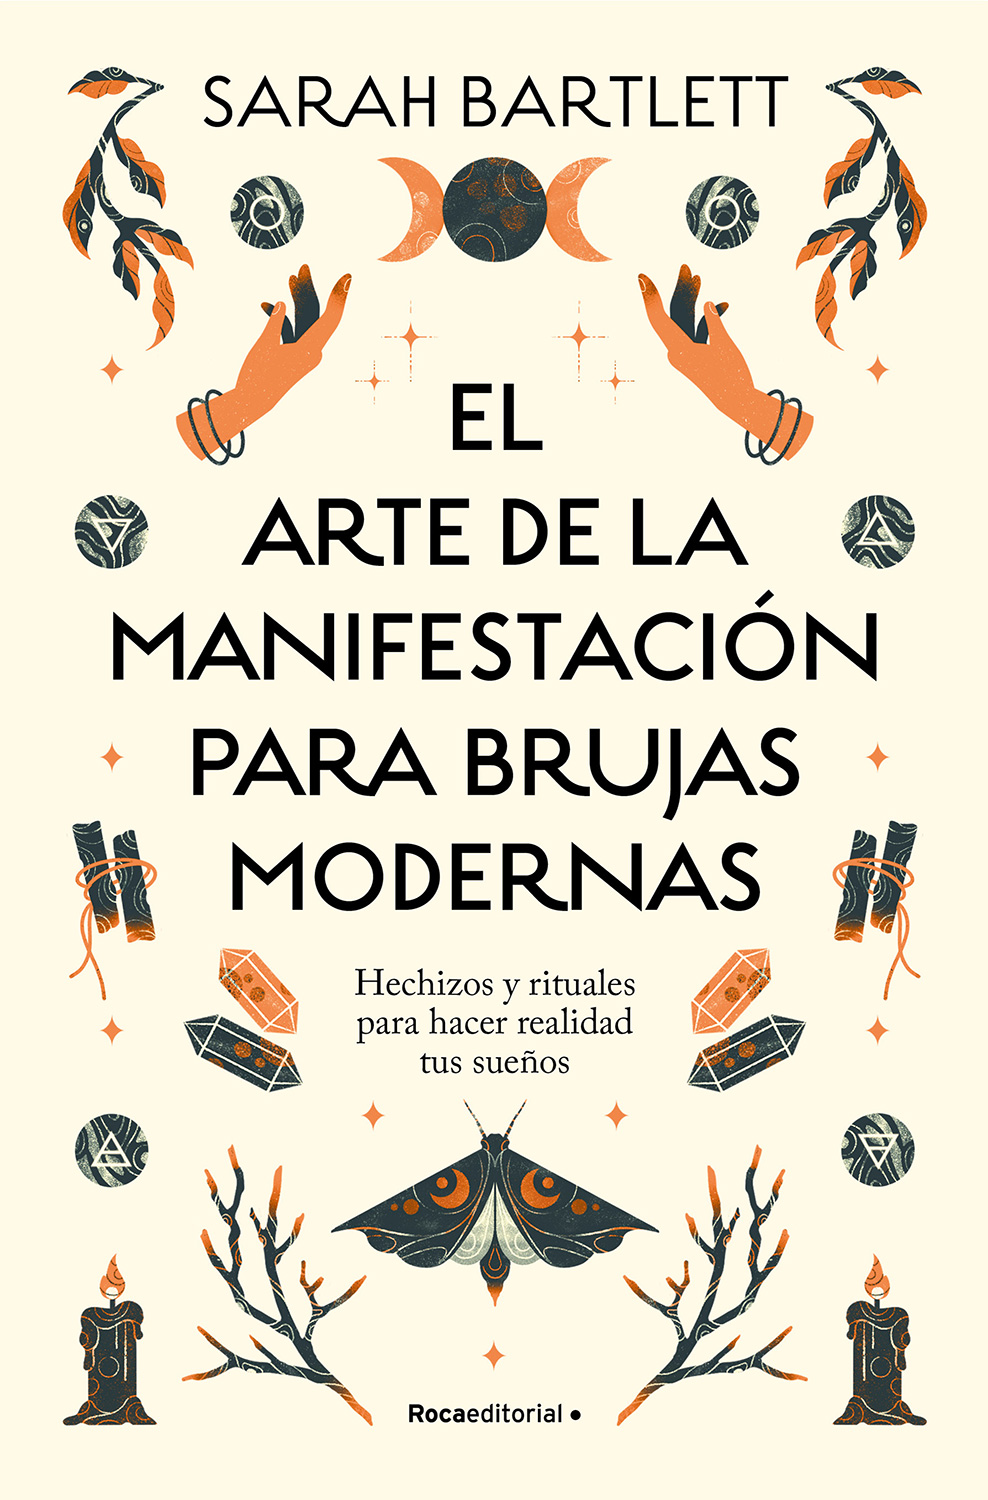 SARAH BARTLETT
EL
ARTE DE LA
MANIFESTACIÓN
PARA BRUJAS
MODERNAS
Hechizos y rituales
para hacer realidad
tus sueños
Rocaeditorial